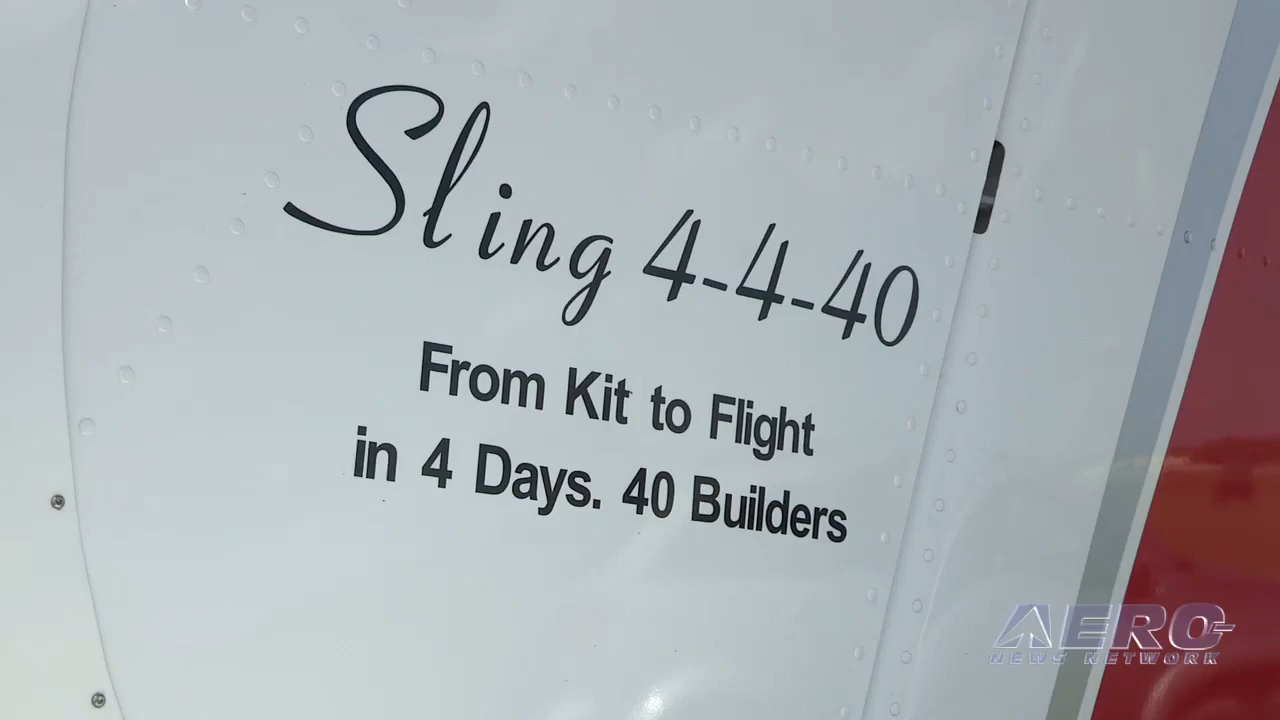 Sling 4-4-40
From Kit to Flight
in 4 Days. 40 Builders
AERO
NEWS NETWORK